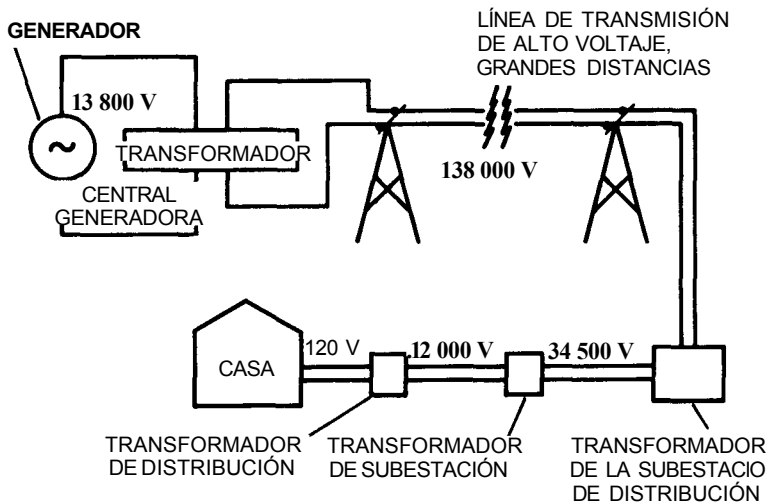 GENERADOR
13 800 V
~
TRANSFORMADOR
CENTRAL
GENERADORA
LÍNEA DE TRANSMISIÓN
DE ALTO VOLTAJE,
GRANDES DISTANCIAS
138 000 V
CASA
120 V
12 000 V
34 500 V
TRANSFORMADOR
DE DISTRIBUCIÓN
TRANSFORMADOR
DE SUBESTACIÓN
TRANSFORMADOR
DE LA SUBESTACIO
DE DISTRIBUCIÓN